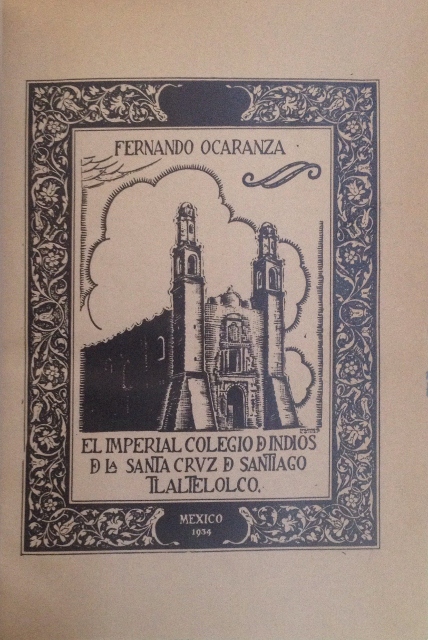 FERNANDO OCARANZA
EL IMPERIAL COLEGIO D INDIOS
D LA SANTA CRVZ D SANTIAGO
TLALTELOLCO.
MEXICO
1934